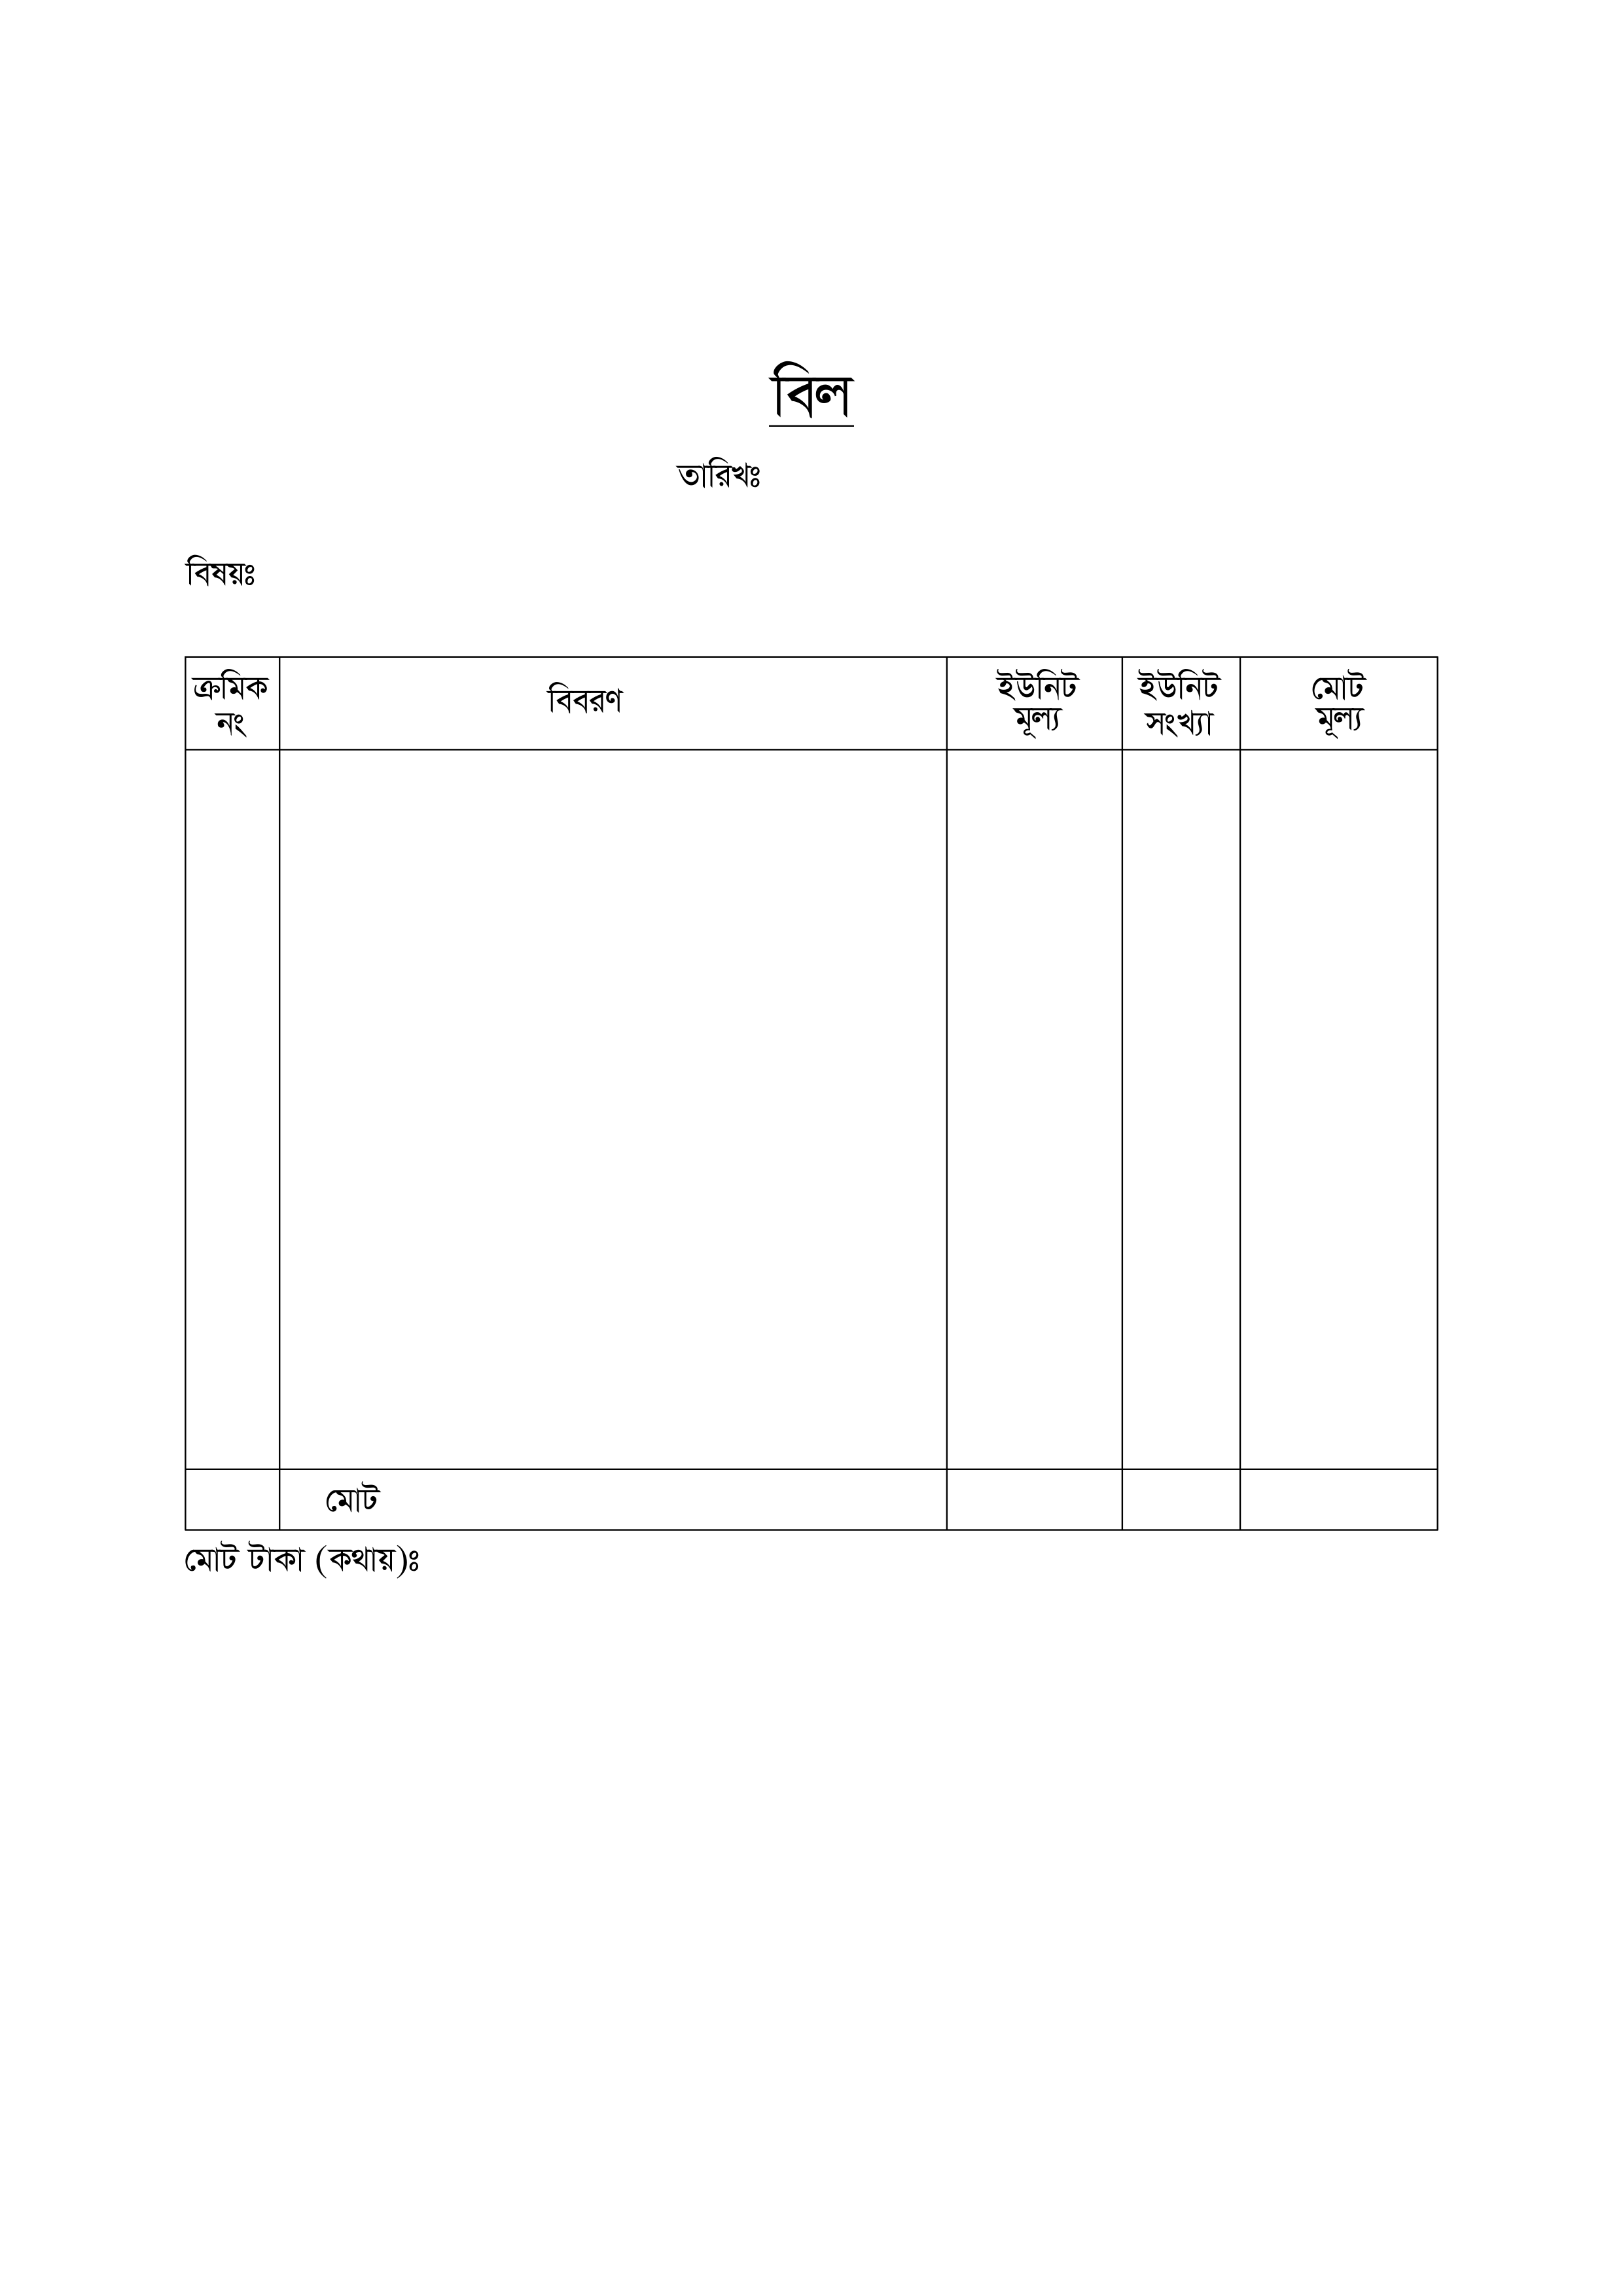 বিল
তারিখঃ
বিষয়ঃ
ক্রমিক নং
বিবরণ
ইউনিট মূল্য
ইউনিট সংখ্যা
মোট মূল্য
মোট
মোট টাকা (কথায়)ঃ